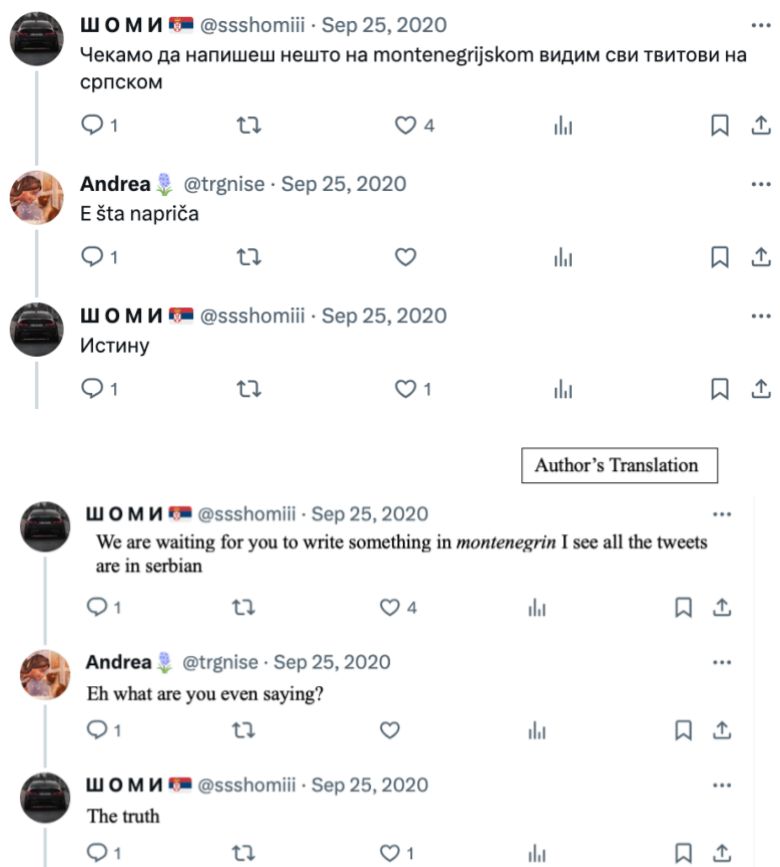 ШОМИ 🇷🇸 @ssshomiii · Sep 25, 2020
Чекамо да напишеш нешто на montenegrijskom видим сви твитови на
српском
1 4
Andrea @trgnise · Sep 25, 2020
E šta napriča
1
ШОМИ 🇷🇸 @ssshomiii · Sep 25, 2020
Истину
1 1
Author's Translation
ШОМИ 🇷🇸 @ssshomiii · Sep 25, 2020
We are waiting for you to write something in montenegrin I see all the tweets
are in serbian
1 4
Andrea @trgnise · Sep 25, 2020
Eh what are you even saying?
1
ШОМИ 🇷🇸 @ssshomiii · Sep 25, 2020
The truth
1 1